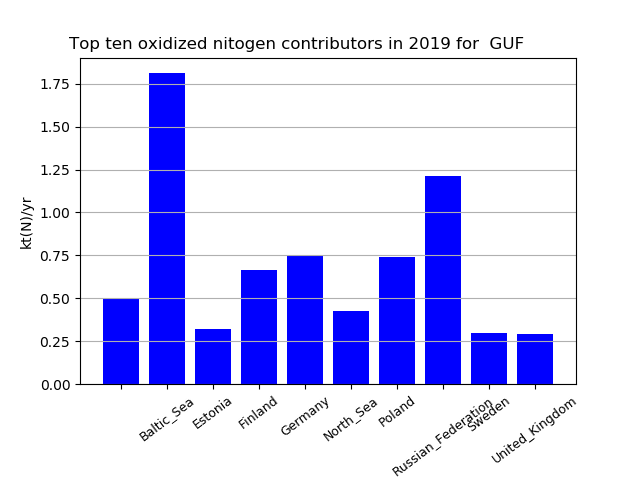 Top ten oxidized nitogen contributors in 2019 for  GUF
kt(N)/yr
1.75
1.50
1.25
1.00
0.75
0.50
0.25
0.00
Baltic_Sea
Estonia
Finland
Germany
North_Sea
Poland
Russian_Federation
Sweden
United_Kingdom